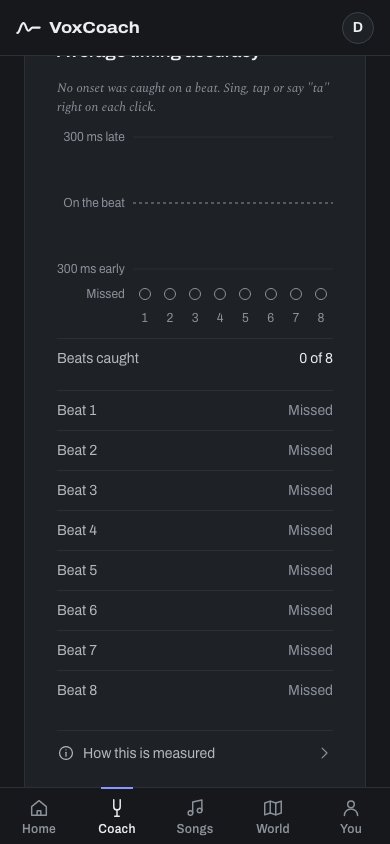 VoxCoach
D
Average timing accuracy
No onset was caught on a beat. Sing, tap or say "ta"
right on each click.
300 ms late
On the beat
300 ms early
Missed
1 2 3 4 5 6 7 8
Beats caught 0 of 8
Beat 1 Missed
Beat 2 Missed
Beat 3 Missed
Beat 4 Missed
Beat 5 Missed
Beat 6 Missed
Beat 7 Missed
Beat 8 Missed
How this is measured
Home Coach Songs World You